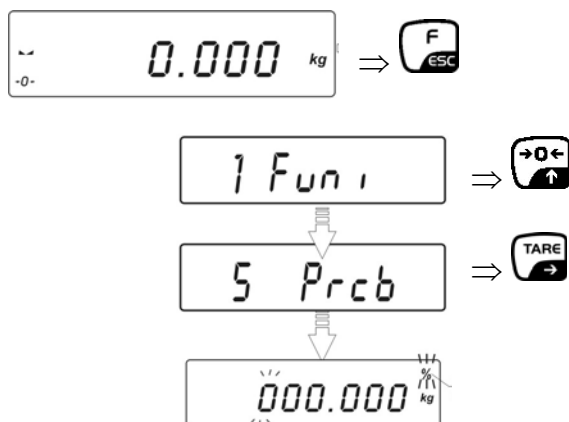 0.000 kg ⇒ F
-0- ESC
1 Funi ⇒ →0←
5 Prcb ⇒ TARE
000.000 %
kg